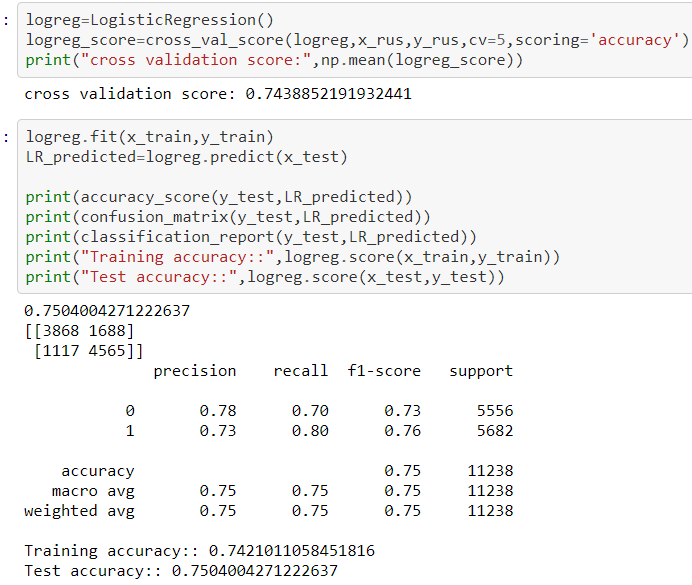 : logreg=LogisticRegression()
logreg_score=cross_val_score(logreg,x_rus,y_rus,cv=5,scoring='accuracy')
print("cross validation score:",np.mean(logreg_score))
cross validation score: 0.7438852191932441
: logreg.fit(x_train,y_train)
LR_predicted=logreg.predict(x_test)
print(accuracy_score(y_test,LR_predicted))
print(confusion_matrix(y_test,LR_predicted))
print(classification_report(y_test,LR_predicted))
print("Training accuracy::",logreg.score(x_train,y_train))
print("Test accuracy::",logreg.score(x_test,y_test))
0.7504004271222637
[[3868 1688]
[1117 4565]]
precision recall f1-score support
0 0.78 0.70 0.73 5556
1 0.73 0.80 0.76 5682
accuracy 0.75 11238
macro avg 0.75 0.75 0.75 11238
weighted avg 0.75 0.75 0.75 11238
Training accuracy:: 0.7421011058451816
Test accuracy:: 0.7504004271222637